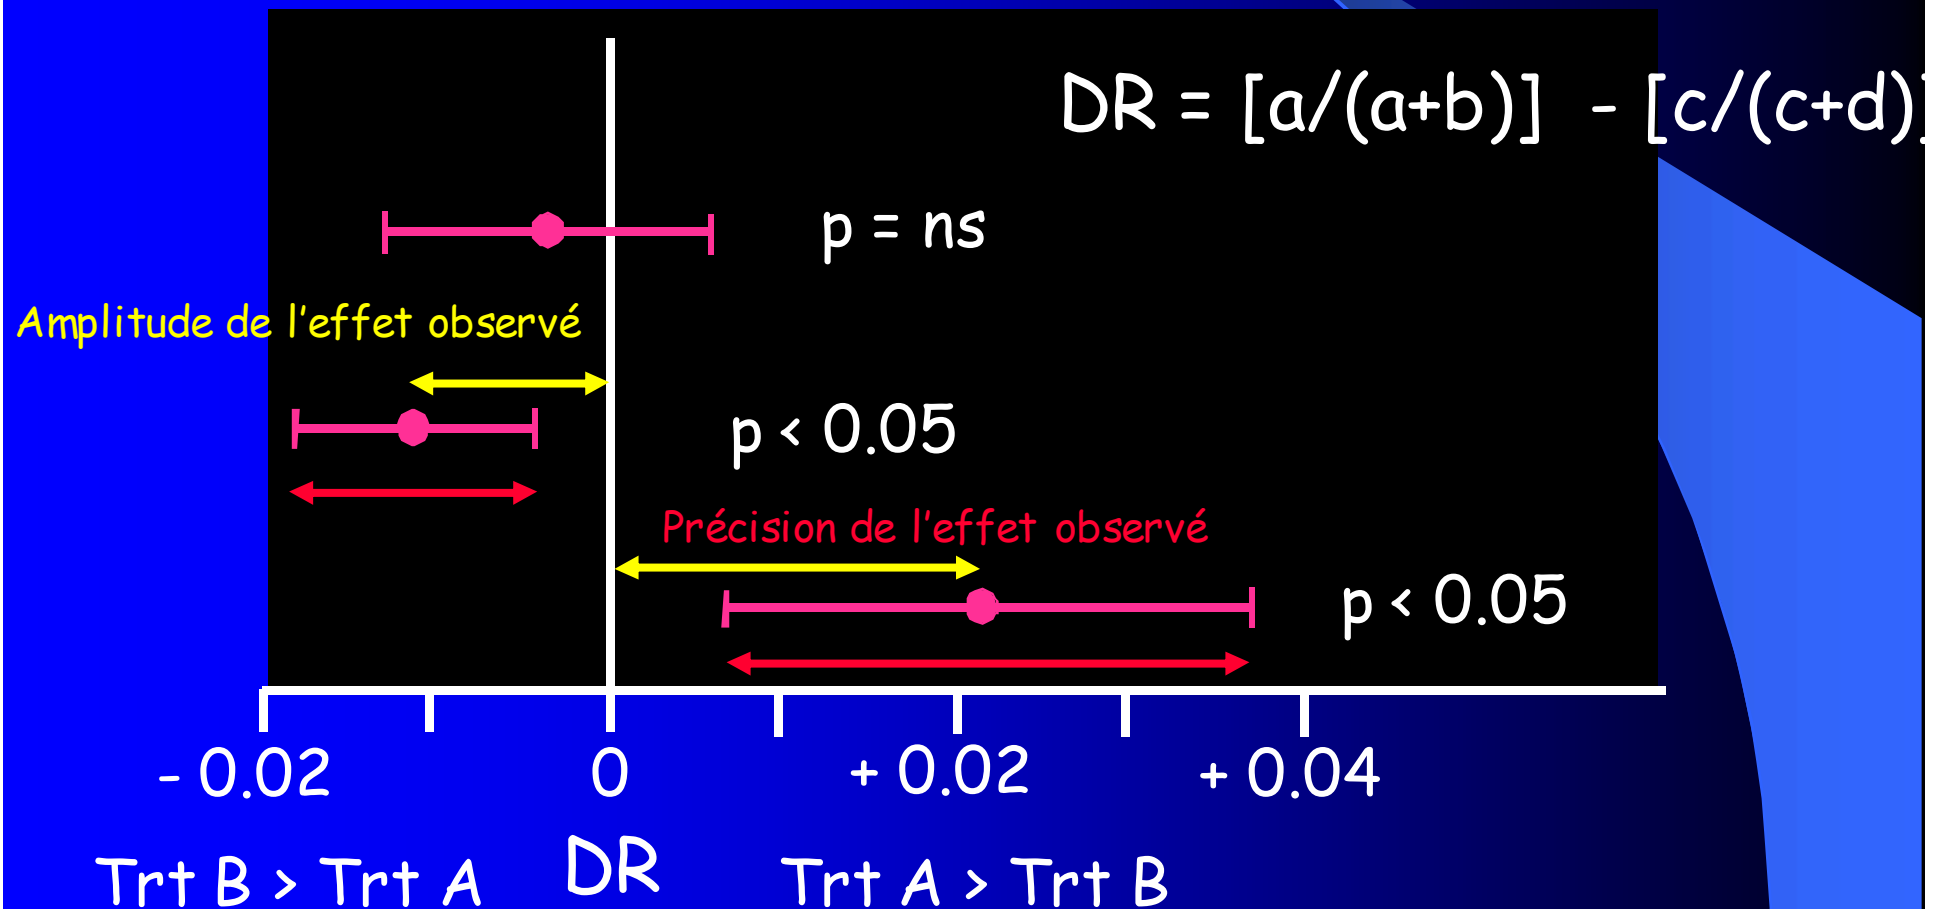 DR = [a/(a+b)] - [c/(c+d)]
p = ns
Amplitude de l'effet observé
p < 0.05
Précision de l'effet observé
p < 0.05
- 0.02 0 + 0.02 + 0.04
Trt B > Trt A DR Trt A > Trt B